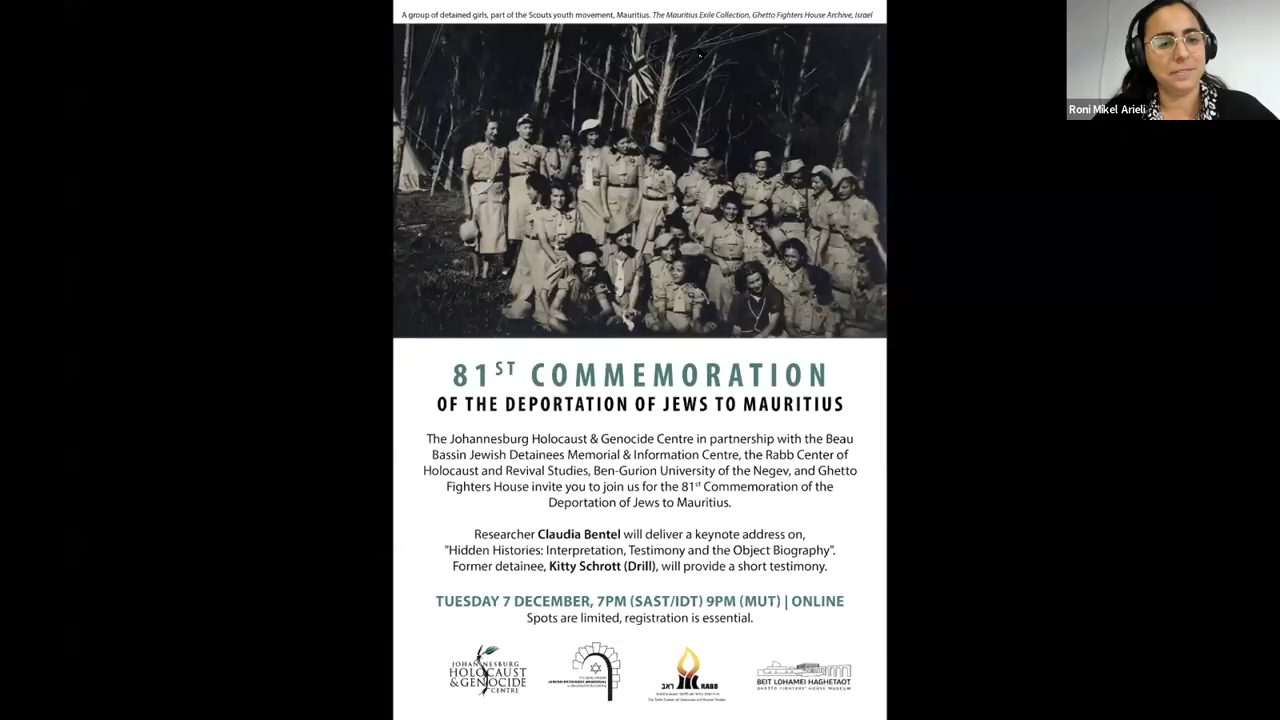 A group of detained girls, part of the Scouts youth movement, Mauritius. The Mauritius Exile Collection, Ghetto Fighters House Archive, Israel
Roni Mikel Arieli
81ST COMMEMORATION
OF THE DEPORTATION OF JEWS TO MAURITIUS
The Johannesburg Holocaust & Genocide Centre in partnership with the Beau
Bassin Jewish Detainees Memorial & Information Centre, the Rabb Center of
Holocaust and Revival Studies, Ben-Gurion University of the Negev, and Ghetto
Fighters House invite you to join us for the 81st Commemoration of the
Deportation of Jews to Mauritius.
Researcher Claudia Bentel will deliver a keynote address on,
"Hidden Histories: Interpretation, Testimony and the Object Biography".
Former detainee, Kitty Schrott (Drill), will provide a short testimony.
TUESDAY 7 DECEMBER, 7PM (SAST/IDT) 9PM (MUT) | ONLINE
Spots are limited, registration is essential.
JOHANNESBURG
HOLOCAUST
& GENOCIDE
CENTRE
ראב RABB
BEIT LOHAMEI HAGHETAOT
GHETTO FIGHTERS' HOUSE MUSEUM